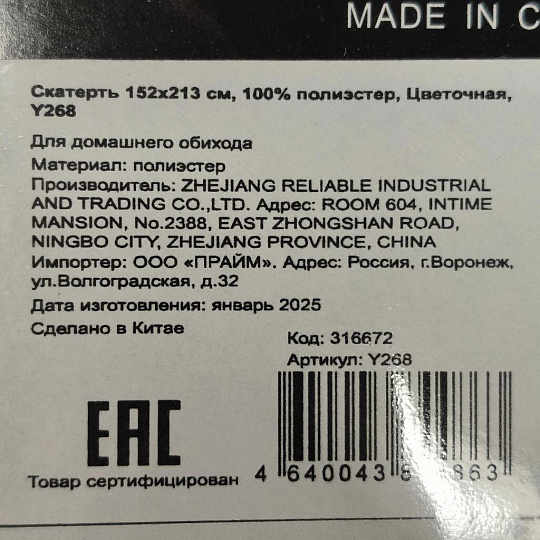 MADE IN C
Скатерть 152x213 см, 100% полиэстер, Цветочная,
Y268
Для домашнего обихода
Материал: полиэстер
Производитель: ZHEJIANG RELIABLE INDUSTRIAL
AND TRADING CO.,LTD. Адрес: ROOM 604, INTIME
MANSION, No.2388, EAST ZHONGSHAN ROAD,
NINGBO CITY, ZHEJIANG PROVINCE, CHINA
Импортер: ООО «ПРАЙМ». Адрес: Россия, г.Воронеж,
ул.Волгоградская, д.32
Дата изготовления: январь 2025
Сделано в Китае
Код: 316672
Артикул: Y268
EAC
Товар сертифицирован
4 640043